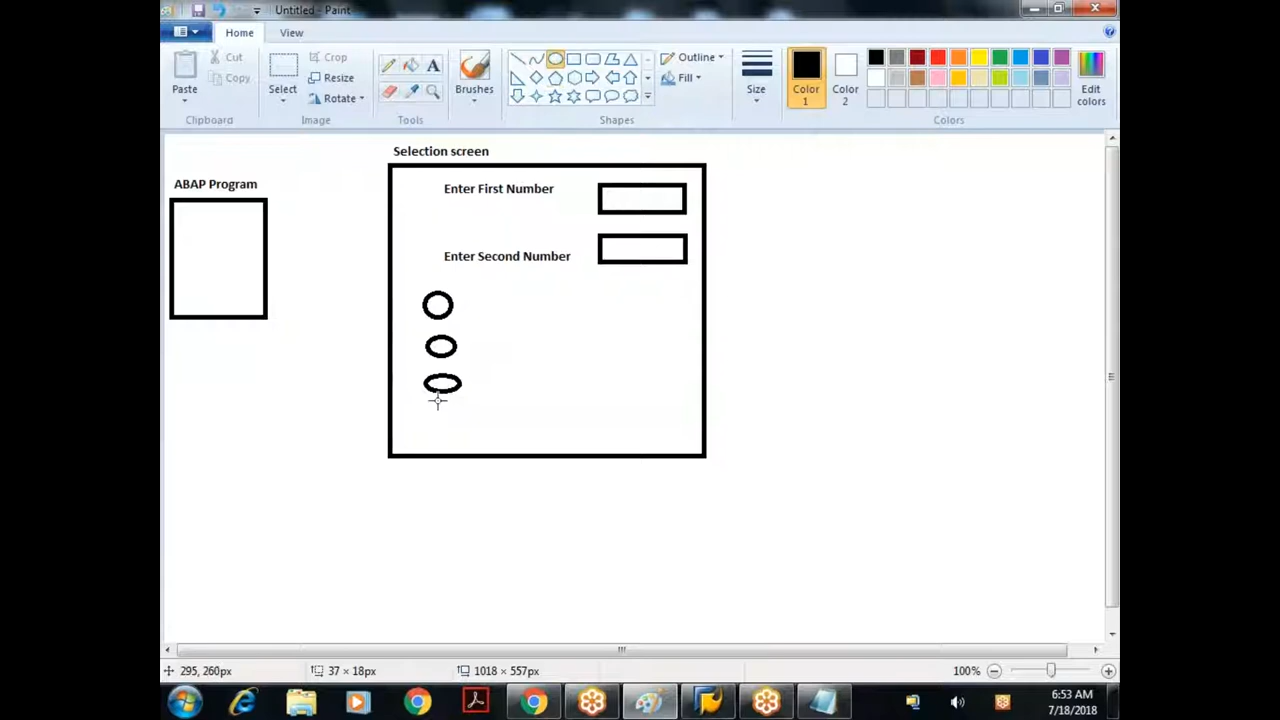 Untitled - Paint
Home View
Paste
Cut
Copy
Clipboard
Select
Crop
Resize
Rotate
Image
A
Tools
Brushes
Shapes
Outline
Fill
Size
Color 1
Color 2
Edit colors
Colors
Selection screen
ABAP Program
Enter First Number
Enter Second Number
295, 260px
37 × 18px
1018 × 557px
100%
6:53 AM
7/18/2018